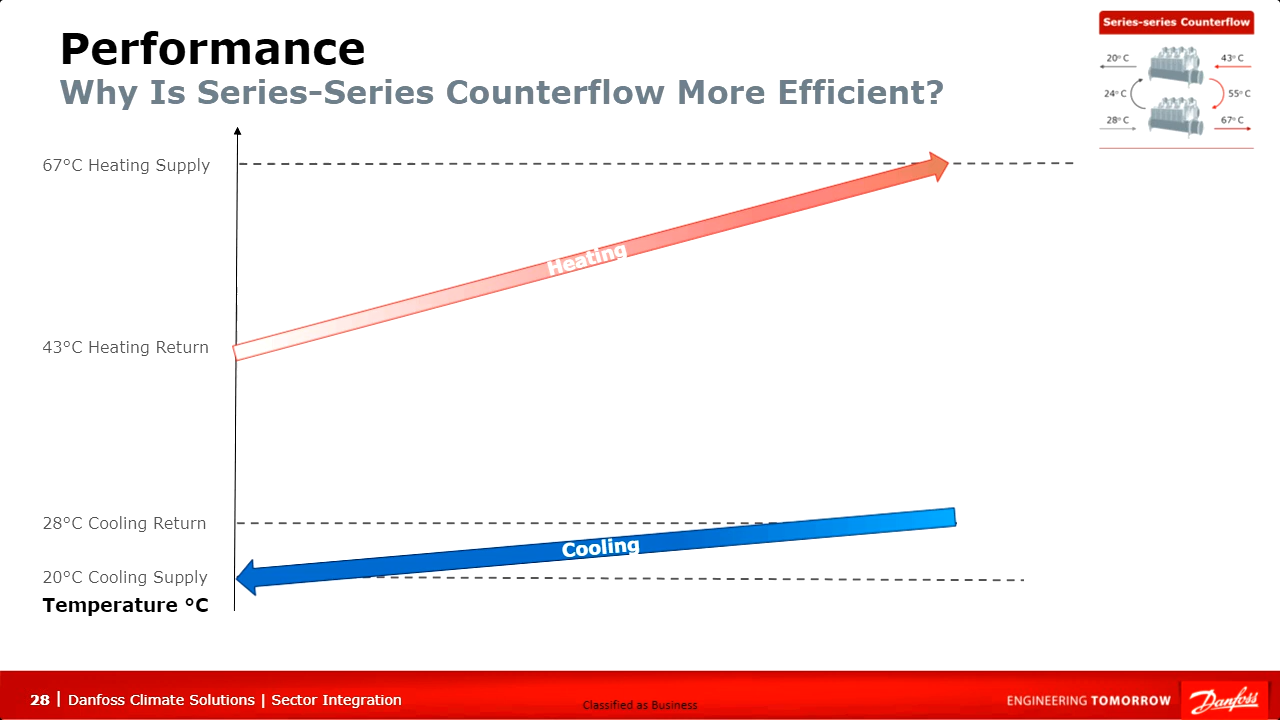 Performance
Why Is Series-Series Counterflow More Efficient?
Series-series Counterflow
20° C
43° C
24° C
55° C
28° C
67° C
67°C Heating Supply
Heating
43°C Heating Return
28°C Cooling Return
Cooling
20°C Cooling Supply
Temperature °C
28 | Danfoss Climate Solutions | Sector Integration
Classified as Business
ENGINEERING TOMORROW
Danfoss